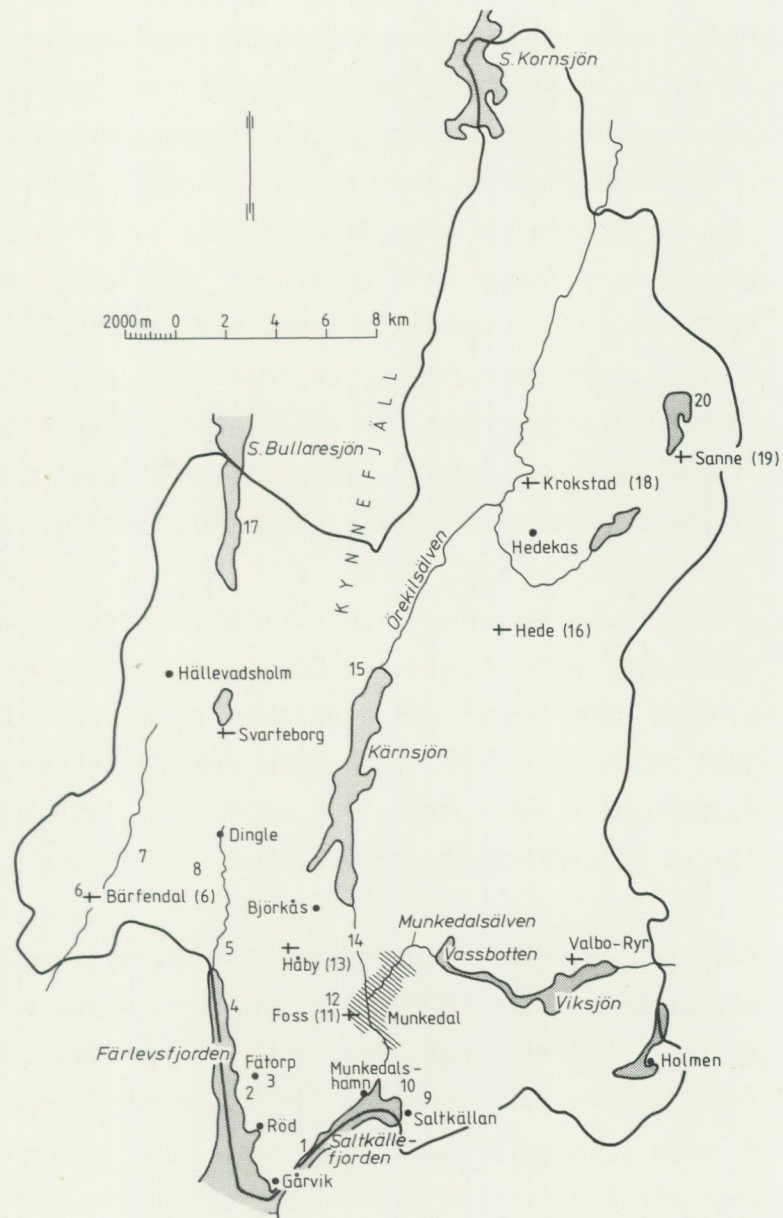 S. Kornsjön
2000 m 0 2 4 6 8 km
KYNNEFJÄLL
20
S. Bullaresjön
Sanne (19)
Krokstad (18)
17
Hedekas
Örekilsälven
Hede (16)
15
Hällevadsholm
Svarteborg
Kärnsjön
Dingle
7
8
6
Bärfendal (6)
Björkås
Munkedalsälven
14
5
Håby (13)
Vassbotten
Valbo-Ryr
4
12
Foss (11)
Munkedal
Viksjön
Färlevsfjorden
Fätorp
3
2
Munkedals-
hamn
10
9
Holmen
Röd
Saltkällan
1
Saltkälle-
fjorden
Gårvik